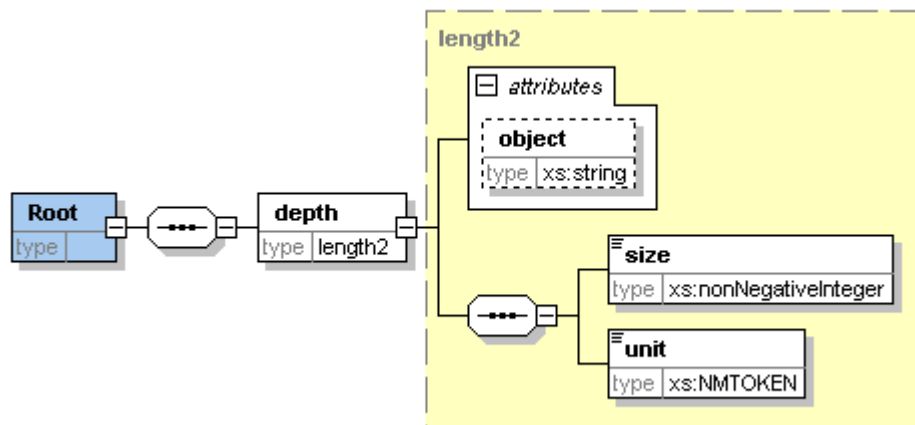 length2
attributes
object
type xs:string
Root
type
depth
type length2
size
type xs:nonNegativeInteger
unit
type xs:NMTOKEN